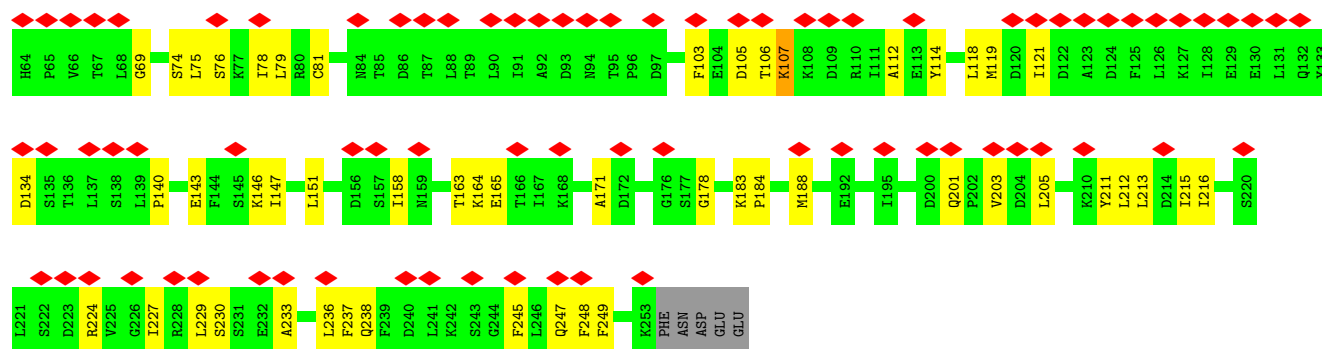 H64 P65 V66 T67 L68 G69 S74 L75 S76 K77 I78 L79 R80 C81 N84 T85 D86 T87 L88 T89 L90 I91 A92 D93 N94 T95 P96 D97 F103 E104 D105 T106 K107 K108 D109 R110 I111 A112 E113 Y114 L118 M119 D120 I121 D122 A123 D124 F125 L126 K127 I128 E129 E130 L131 Q132 Y133
D134 S135 T136 L137 S138 L139 P140 E143 F144 S145 K146 I147 L151 D156 S157 I158 N159 T163 K164 E165 T166 I167 K168 A171 D172 G176 S177 G178 K183 P184 M188 E192 I195 D200 Q201 P202 V203 D204 L205 K210 Y211 L212 L213 D214 I215 I216 S220
L221 S222 D223 R224 V225 G226 I227 R228 L229 S230 S231 E232 A233 L236 F237 Q238 F239 D240 L241 K242 S243 G244 F245 L246 Q247 F248 F249 K253 PHE ASN ASP GLU GLU